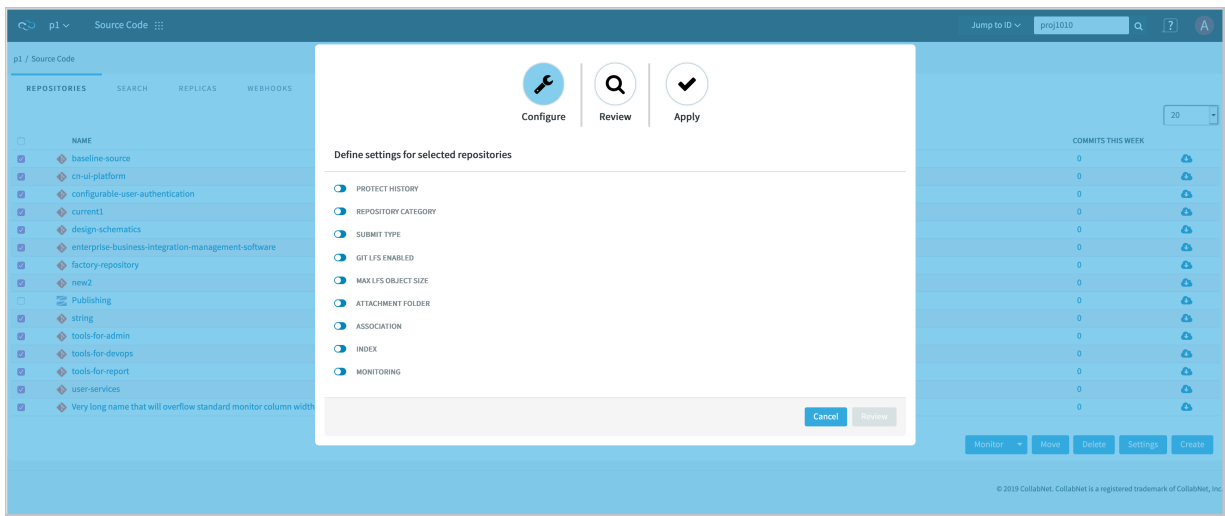 p1 Source Code Jump to ID proj1010 ? A
p1 / Source Code
REPOSITORIES SEARCH REPLICAS WEBHOOKS
Configure Review Apply
20
NAME COMMITS THIS WEEK
Define settings for selected repositories
baseline-source 0
cn-ui-platform 0
PROTECT HISTORY
configurable-user-authentication 0
REPOSITORY CATEGORY
current1 0
design-schematics 0
SUBMIT TYPE
enterprise-business-integration-management-software 0
GIT LFS ENABLED
factory-repository 0
MAX LFS OBJECT SIZE
new2 0
Publishing 0
ATTACHMENT FOLDER
string 0
ASSOCIATION
tools-for-admin 0
INDEX
tools-for-devops 0
tools-for-report 0
MONITORING
user-services 0
Very long name that will overflow standard monitor column width 0
Cancel Review
Monitor Move Delete Settings Create
© 2019 CollabNet. CollabNet is a registered trademark of CollabNet, Inc.